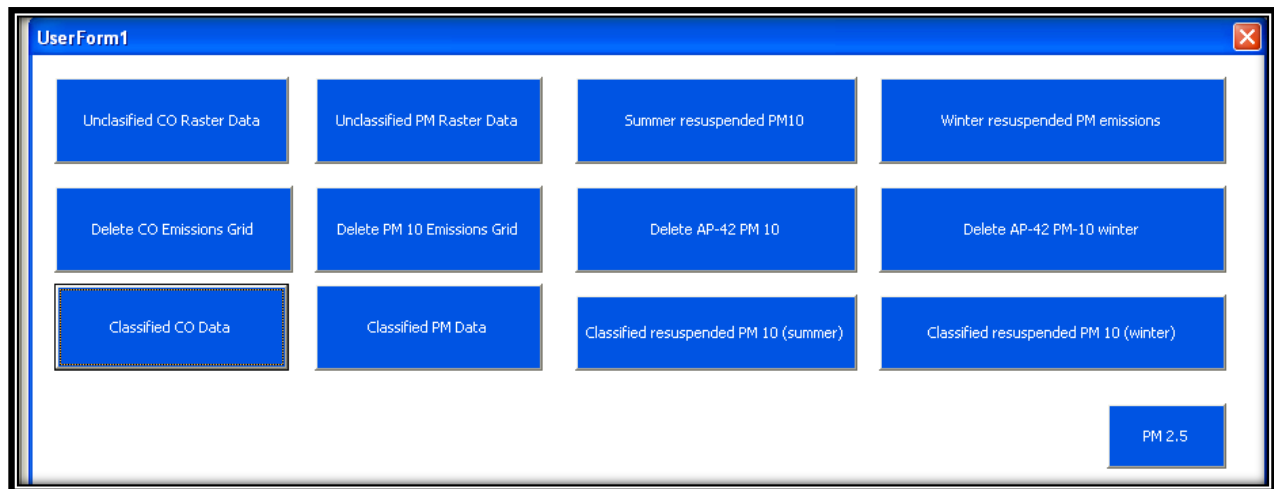 UserForm1
Unclasified CO Raster Data
Unclassified PM Raster Data
Summer resuspended PM10
Winter resuspended PM emissions
Delete CO Emissions Grid
Delete PM 10 Emissions Grid
Delete AP-42 PM 10
Delete AP-42 PM-10 winter
Classified CO Data
Classified PM Data
Classified resuspended PM 10 (summer)
Classified resuspended PM 10 (winter)
PM 2.5